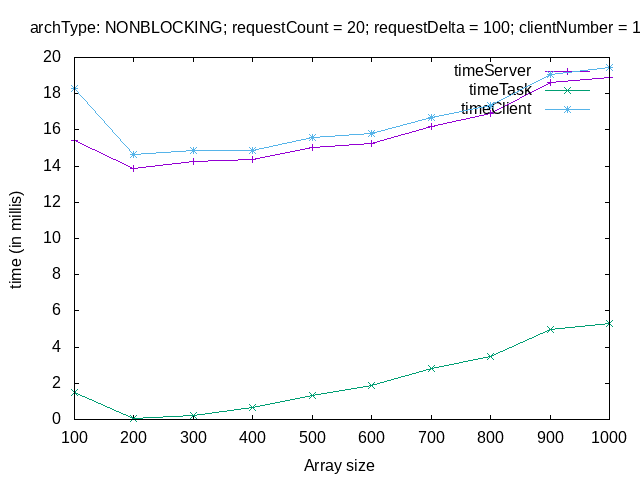 archType: NONBLOCKING; requestCount = 20; requestDelta = 100; clientNumber = 1
20
18
16
14
12
10
8
6
4
2
0
timeServer
timeTask
timeClient
time (in millis)
100 200 300 400 500 600 700 800 900 1000
Array size